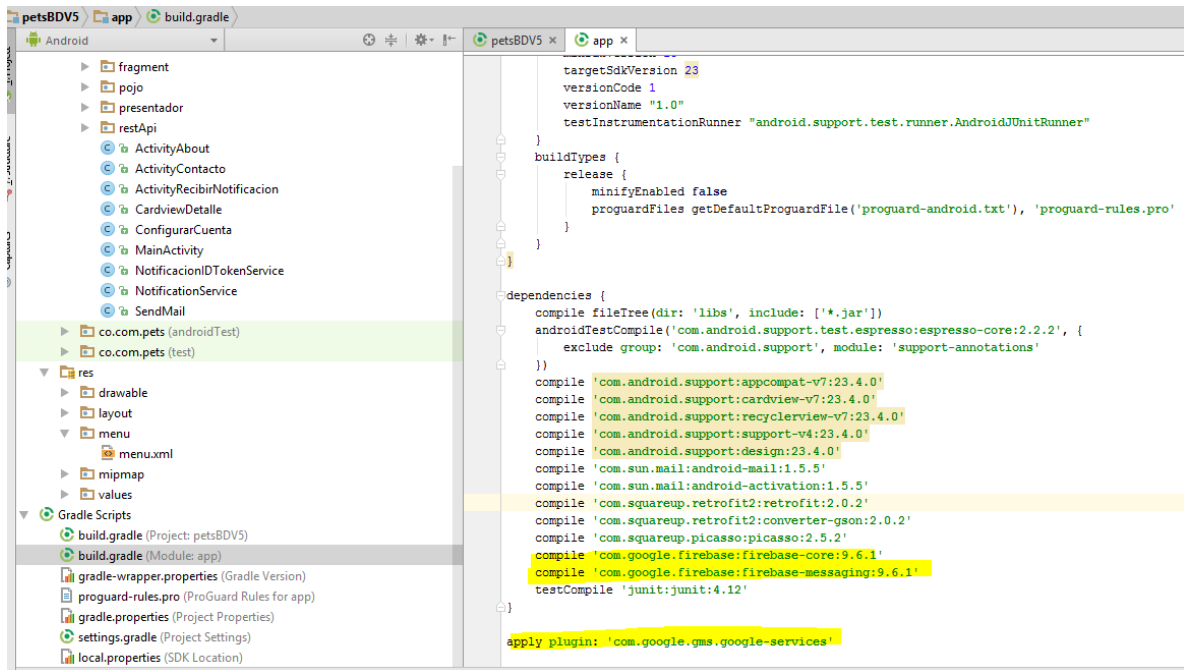 petsBDV5 app build.gradle
Android
petsBDV5 app
fragment
pojo
presentador
restApi
ActivityAbout
ActivityContacto
ActivityRecibirNotificacion
CardviewDetalle
ConfigurarCuenta
MainActivity
NotificacionIDTokenService
NotificationService
SendMail
co.com.pets (androidTest)
co.com.pets (test)
res
drawable
layout
menu
menu.xml
mipmap
values
Gradle Scripts
build.gradle (Project: petsBDV5)
build.gradle (Module: app)
gradle-wrapper.properties (Gradle Version)
proguard-rules.pro (ProGuard Rules for app)
gradle.properties (Project Properties)
settings.gradle (Project Settings)
local.properties (SDK Location)
targetSdkVersion 23
versionCode 1
versionName "1.0"
testInstrumentationRunner "android.support.test.runner.AndroidJUnitRunner"
}
buildTypes {
release {
minifyEnabled false
proguardFiles getDefaultProguardFile('proguard-android.txt'), 'proguard-rules.pro'
}
}
}
dependencies {
compile fileTree(dir: 'libs', include: ['*.jar'])
androidTestCompile('com.android.support.test.espresso:espresso-core:2.2.2', {
exclude group: 'com.android.support', module: 'support-annotations'
})
compile 'com.android.support:appcompat-v7:23.4.0'
compile 'com.android.support:cardview-v7:23.4.0'
compile 'com.android.support:recyclerview-v7:23.4.0'
compile 'com.android.support:support-v4:23.4.0'
compile 'com.android.support:design:23.4.0'
compile 'com.sun.mail:android-mail:1.5.5'
compile 'com.sun.mail:android-activation:1.5.5'
compile 'com.squareup.retrofit2:retrofit:2.0.2'
compile 'com.squareup.retrofit2:converter-gson:2.0.2'
compile 'com.squareup.picasso:picasso:2.5.2'
compile 'com.google.firebase:firebase-core:9.6.1'
compile 'com.google.firebase:firebase-messaging:9.6.1'
testCompile 'junit:junit:4.12'
}
apply plugin: 'com.google.gms.google-services'